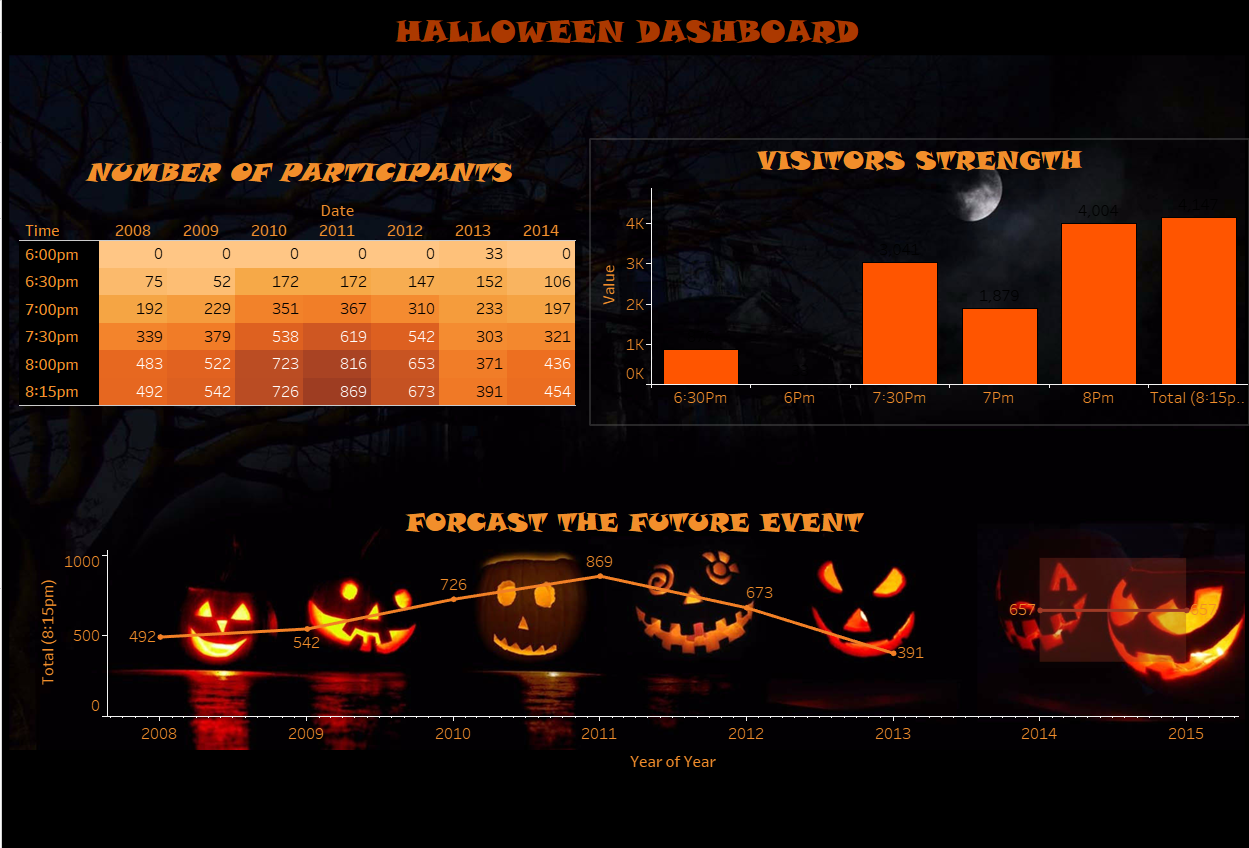 HALLOWEEN DASHBOARD
NUMBER OF PARTICIPANTS
Date
Time 2008 2009 2010 2011 2012 2013 2014
6:00pm 0 0 0 0 0 33 0
6:30pm 75 52 172 172 147 152 106
7:00pm 192 229 351 367 310 233 197
7:30pm 339 379 538 619 542 303 321
8:00pm 483 522 723 816 653 371 436
8:15pm 492 542 726 869 673 391 454
VISITORS STRENGTH
Value
4K
3K
2K
1K
0K
1,879
4,004
6:30Pm 6Pm 7:30Pm 7Pm 8Pm Total (8:15p..
FORCAST THE FUTURE EVENT
Total (8:15pm)
1000
500
0
492
542
726
869
673
391
657
657
2008 2009 2010 2011 2012 2013 2014 2015
Year of Year